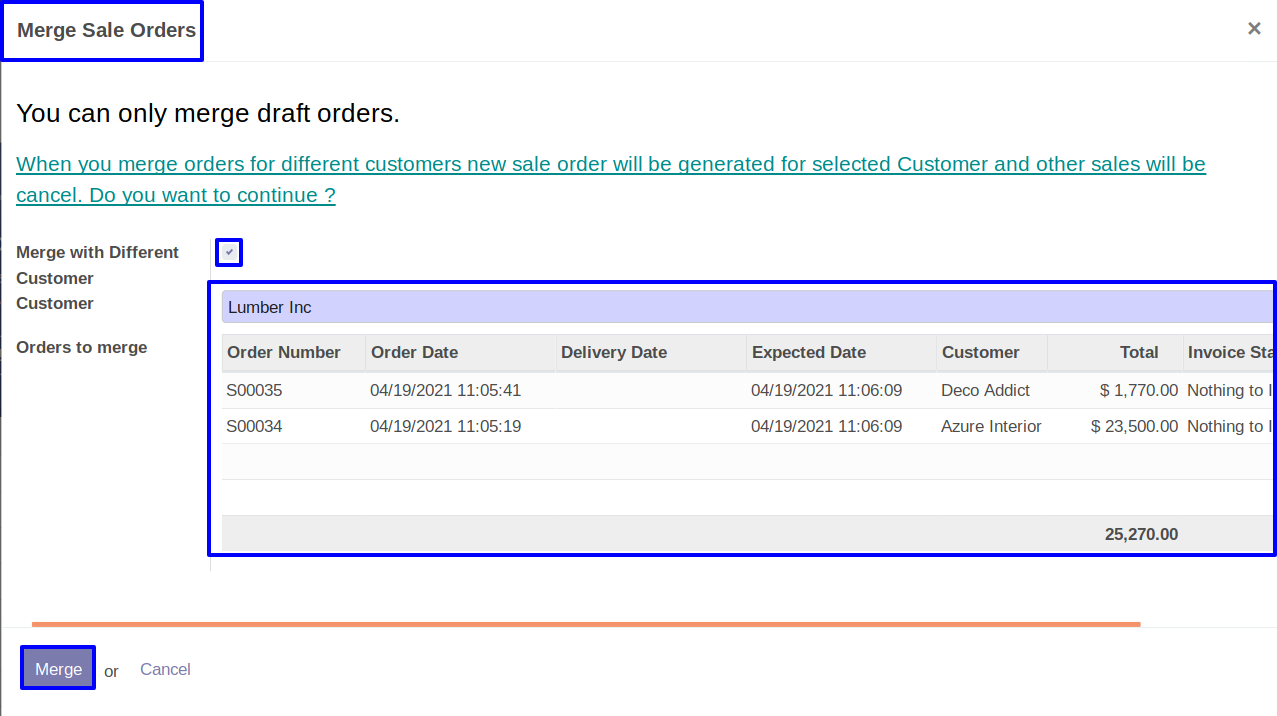 Merge Sale Orders ×
You can only merge draft orders.
When you merge orders for different customers new sale order will be generated for selected Customer and other sales will be
cancel. Do you want to continue ?
Merge with Different
Customer
Customer Lumber Inc
Orders to merge
Order Number Order Date Delivery Date Expected Date Customer Total Invoice Sta
S00035 04/19/2021 11:05:41 04/19/2021 11:06:09 Deco Addict $ 1,770.00 Nothing to I
S00034 04/19/2021 11:05:19 04/19/2021 11:06:09 Azure Interior $ 23,500.00 Nothing to I
25,270.00
Merge or Cancel